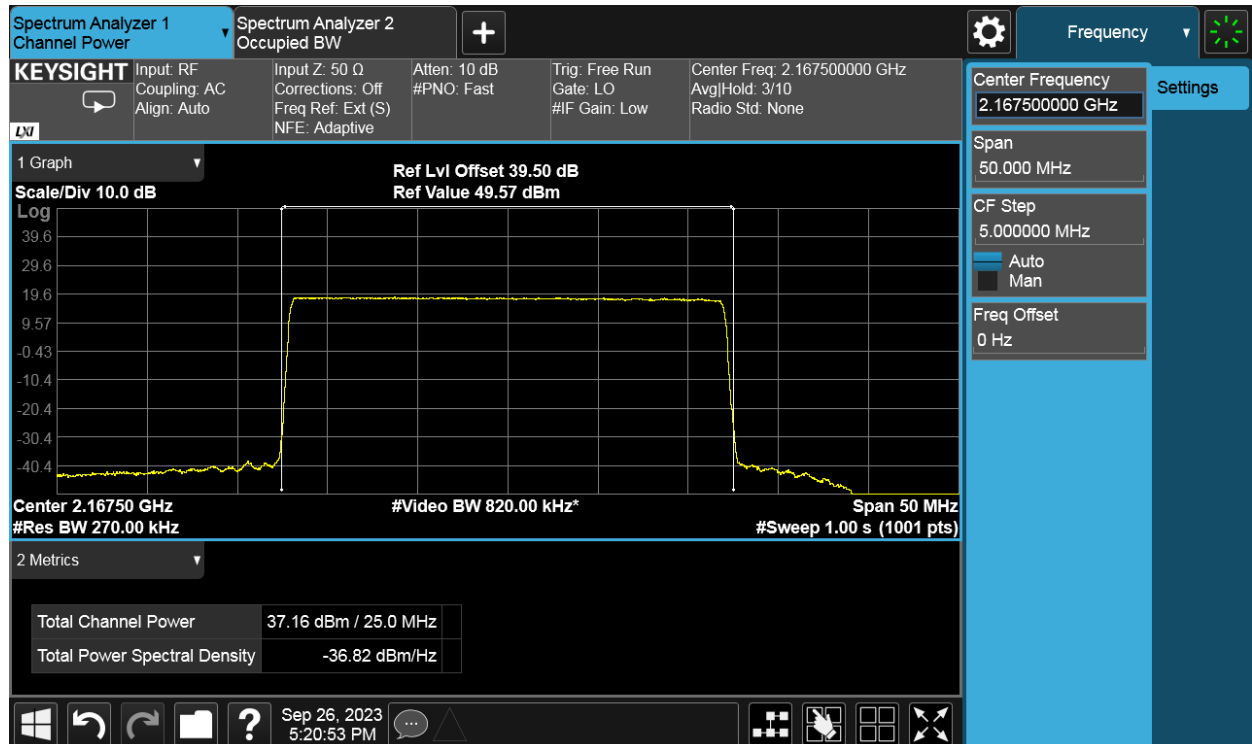 Spectrum Analyzer 1
Channel Power
Spectrum Analyzer 2
Occupied BW
+
Frequency
KEYSIGHT
LXI
Input: RF
Coupling: AC
Align: Auto
Input Z: 50 Ω
Corrections: Off
Freq Ref: Ext (S)
NFE: Adaptive
Atten: 10 dB
#PNO: Fast
Trig: Free Run
Gate: LO
#IF Gain: Low
Center Freq: 2.167500000 GHz
Avg|Hold: 3/10
Radio Std: None
Center Frequency
2.167500000 GHz
Settings
Span
50.000 MHz
CF Step
5.000000 MHz
Auto
Man
Freq Offset
0 Hz
1 Graph
Scale/Div 10.0 dB
Ref Lvl Offset 39.50 dB
Ref Value 49.57 dBm
Log
39.6
29.6
19.6
9.57
-0.43
-10.4
-20.4
-30.4
-40.4
Center 2.16750 GHz
#Video BW 820.00 kHz*
Span 50 MHz
#Res BW 270.00 kHz
#Sweep 1.00 s (1001 pts)
2 Metrics
Total Channel Power 37.16 dBm / 25.0 MHz
Total Power Spectral Density -36.82 dBm/Hz
?
Sep 26, 2023
5:20:53 PM